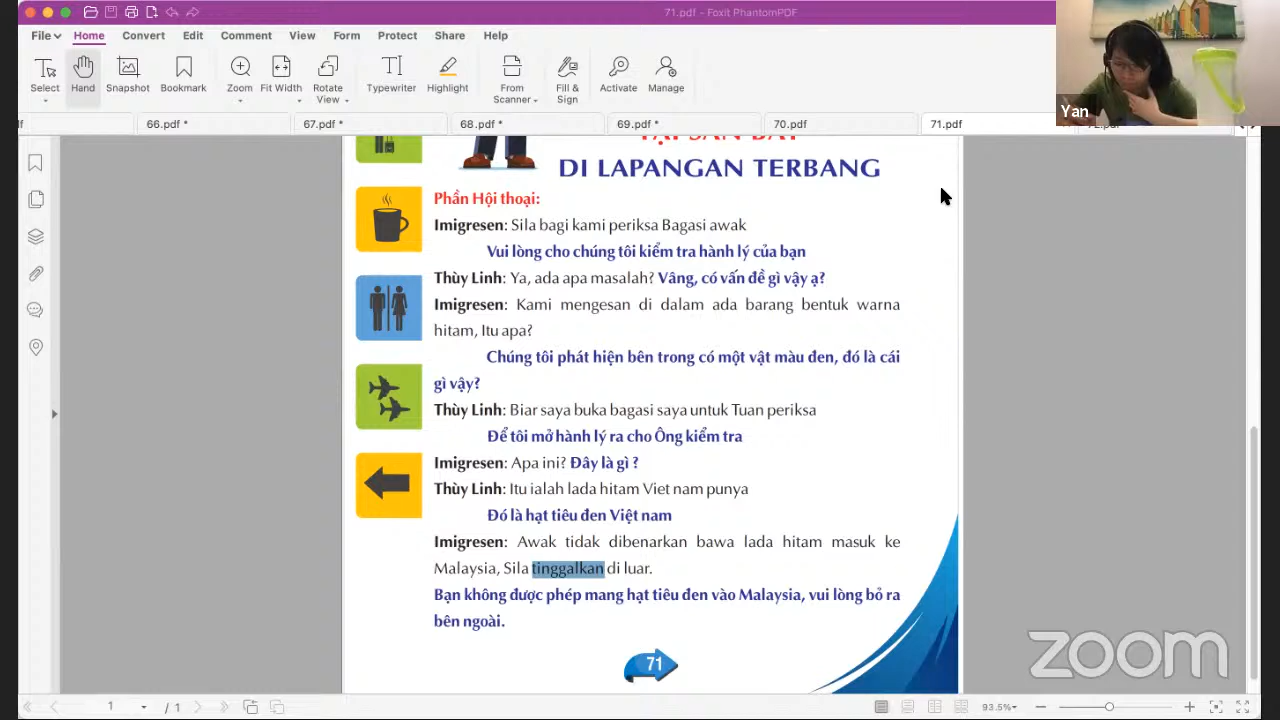 71.pdf - Foxit PhantomPDF
File Home Convert Edit Comment View Form Protect Share Help
Select Hand Snapshot Bookmark Zoom Fit Width Rotate View Typewriter Highlight From Scanner Fill & Sign Activate Manage
Yan
66.pdf * 67.pdf * 68.pdf * 69.pdf * 70.pdf 71.pdf
TẠI SÂN BAY
DI LAPANGAN TERBANG
Phần Hội thoại:
Imigresen: Sila bagi kami periksa Bagasi awak
Vui lòng cho chúng tôi kiểm tra hành lý của bạn
Thùy Linh: Ya, ada apa masalah? Vâng, có vấn đề gì vậy ạ?
Imigresen: Kami mengesan di dalam ada barang bentuk warna
hitam, Itu apa?
Chúng tôi phát hiện bên trong có một vật màu đen, đó là cái
gì vậy?
Thùy Linh: Biar saya buka bagasi saya untuk Tuan periksa
Để tôi mở hành lý ra cho Ông kiểm tra
Imigresen: Apa ini? Đây là gì ?
Thùy Linh: Itu ialah lada hitam Viet nam punya
Đó là hạt tiêu đen Việt nam
Imigresen: Awak tidak dibenarkan bawa lada hitam masuk ke
Malaysia, Sila tinggalkan di luar.
Bạn không được phép mang hạt tiêu đen vào Malaysia, vui lòng bỏ ra
bên ngoài.
71
zoom
1 / 1 93.5%